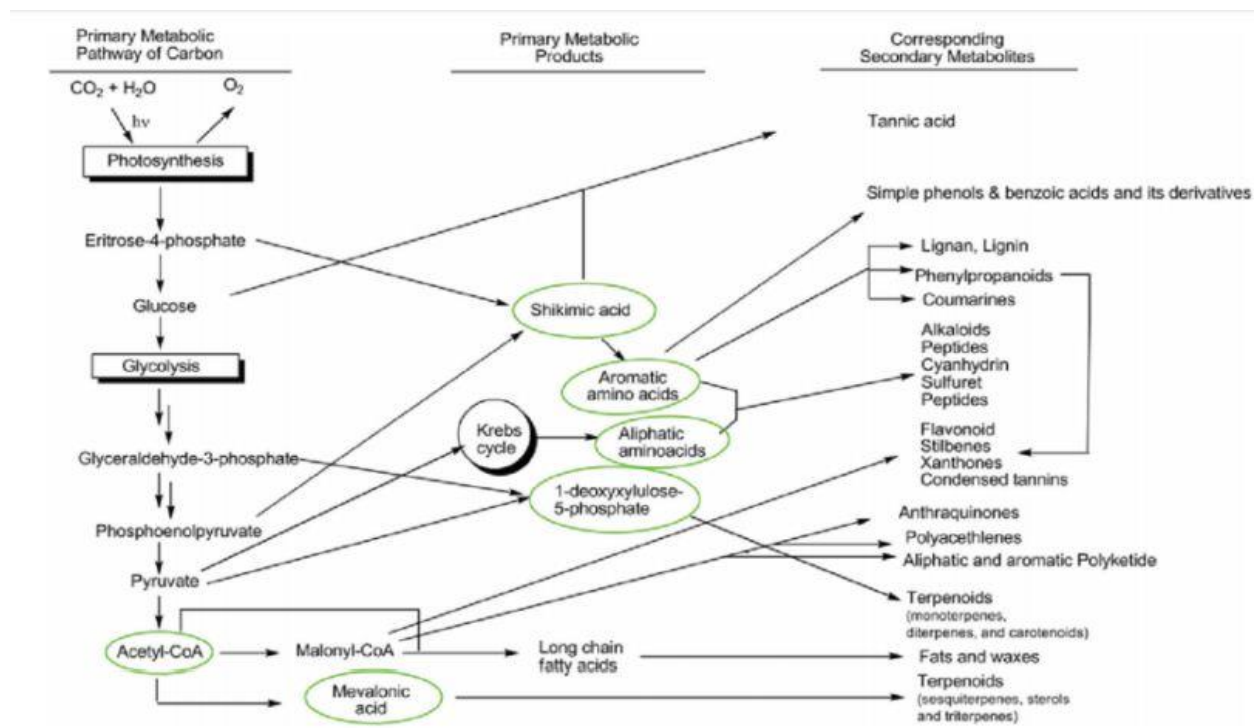 Primary Metabolic
Pathway of Carbon
Primary Metabolic
Products
Corresponding
Secondary Metabolites
CO2 + H2O
O2
hν
Photosynthesis
Eritrose-4-phosphate
Glucose
Glycolysis
Glyceraldehyde-3-phosphate
Phosphoenolpyruvate
Pyruvate
Acetyl-CoA
Malonyl-CoA
Mevalonic
acid
Long chain
fatty acids
Shikimic acid
Aromatic
amino acids
Krebs
cycle
Aliphatic
aminoacids
1-deoxyxylulose-
5-phosphate
Tannic acid
Simple phenols & benzoic acids and its derivatives
Lignan, Lignin
Phenylpropanoids
Coumarines
Alkaloids
Peptides
Cyanhydrin
Sulfuret
Peptides
Flavonoid
Stilbenes
Xanthones
Condensed tannins
Anthraquinones
Polyacethlenes
Aliphatic and aromatic Polyketide
Terpenoids
(monoterpenes,
diterpenes, and carotenoids)
Fats and waxes
Terpenoids
(sesquiterpenes, sterols
and triterpenes)